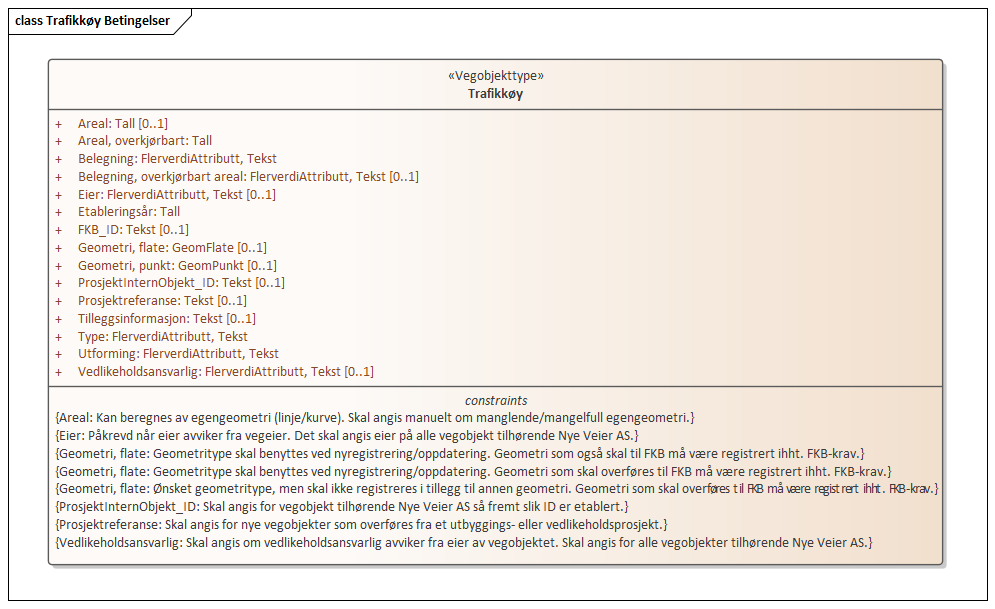 class Trafikkøy Betingelser
«Vegobjekttype»
Trafikkøy
+ Areal: Tall [0..1]
+ Areal, overkjørbart: Tall
+ Belegning: FlerverdiAttributt, Tekst
+ Belegning, overkjørbart areal: FlerverdiAttributt, Tekst [0..1]
+ Eier: FlerverdiAttributt, Tekst [0..1]
+ Etableringsår: Tall
+ FKB_ID: Tekst [0..1]
+ Geometri, flate: GeomFlate [0..1]
+ Geometri, punkt: GeomPunkt [0..1]
+ ProsjektInternObjekt_ID: Tekst [0..1]
+ Prosjektreferanse: Tekst [0..1]
+ Tilleggsinformasjon: Tekst [0..1]
+ Type: FlerverdiAttributt, Tekst
+ Utforming: FlerverdiAttributt, Tekst
+ Vedlikeholdsansvarlig: FlerverdiAttributt, Tekst [0..1]
constraints
{Areal: Kan beregnes av egengeometri (linje/kurve). Skal angis manuelt om manglende/mangelfull egengeometri.}
{Eier: Påkrevd når eier avviker fra vegeier. Det skal angis eier på alle vegobjekt tilhørende Nye Veier AS.}
{Geometri, flate: Geometritype skal benyttes ved nyregistrering/oppdatering. Geometri som også skal til FKB må være registrert ihht. FKB-krav.}
{Geometri, flate: Geometritype skal benyttes ved nyregistrering/oppdatering. Geometri som skal overføres til FKB må være registrert ihht. FKB-krav.}
{Geometri, flate: Ønsket geometritype, men skal ikke registreres i tillegg til annen geometri. Geometri som skal overføres til FKB må være registrert ihht. FKB-krav.}
{ProsjektInternObjekt_ID: Skal angis for vegobjekt tilhørende Nye Veier AS så fremt slik ID er etablert.}
{Prosjektreferanse: Skal angis for nye vegobjekter som overføres fra et utbyggings- eller vedlikeholdsprosjekt.}
{Vedlikeholdsansvarlig: Skal angis om vedlikeholdsansvarlig avviker fra eier av vegobjektet. Skal angis for alle vegobjekter tilhørende Nye Veier AS.}